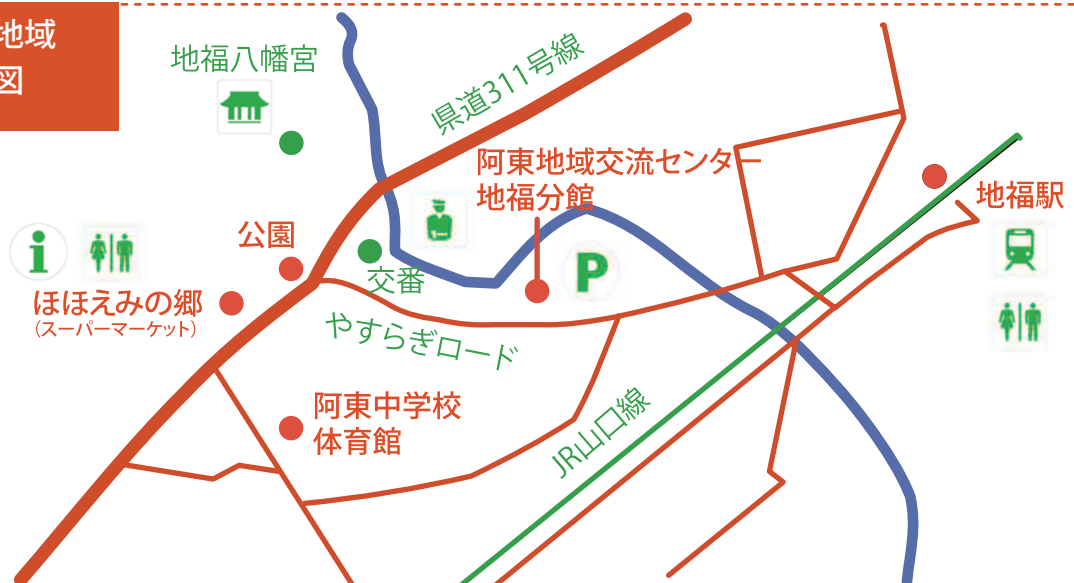 地域
図
地福八幡宮
県道311号線
阿東地域交流センター
地福分館
地福駅
公園
交番
P
i
ほほえみの郷
(スーパーマーケット)
やすらぎロード
阿東中学校
体育館
JR山口線